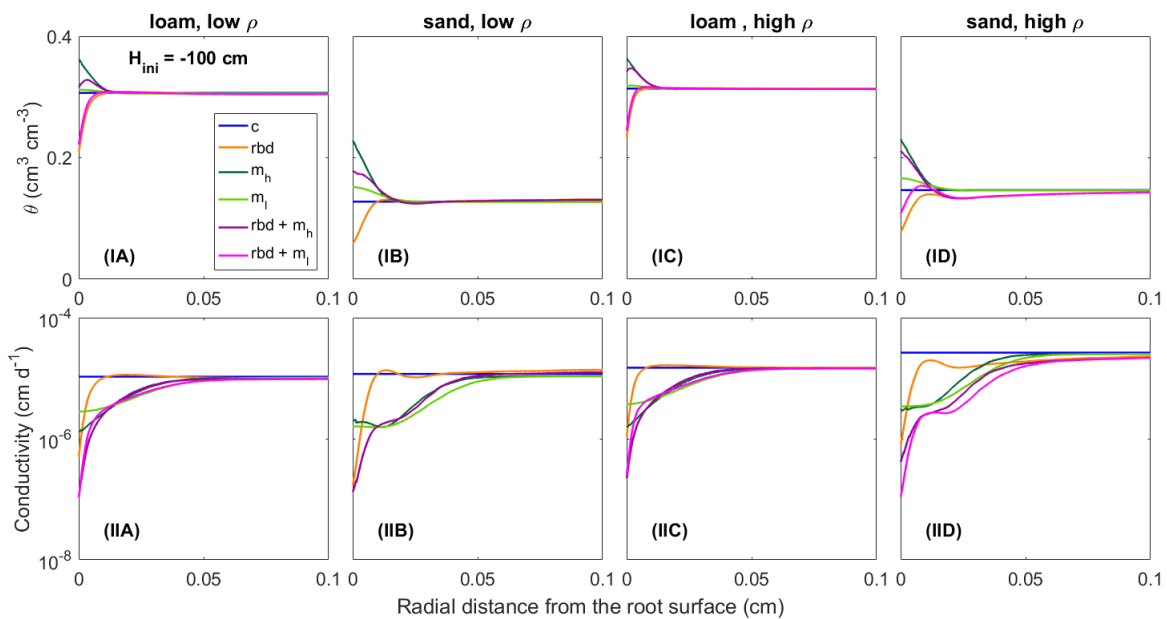 loam, low ρ
sand, low ρ
loam , high ρ
sand, high ρ
H_ini = -100 cm
θ (cm³ cm⁻³)
0.4
0.2
0
c
rbd
m_h
m_l
rbd + m_h
rbd + m_l
(IA)
(IB)
(IC)
(ID)
0 0.05 0.1
0 0.05 0.1
0 0.05 0.1
0 0.05 0.1
Conductivity (cm d⁻¹)
10⁻⁴
10⁻⁶
10⁻⁸
(IIA)
(IIB)
(IIC)
(IID)
0 0.05 0.1
0 0.05 0.1
0 0.05 0.1
0 0.05 0.1
Radial distance from the root surface (cm)